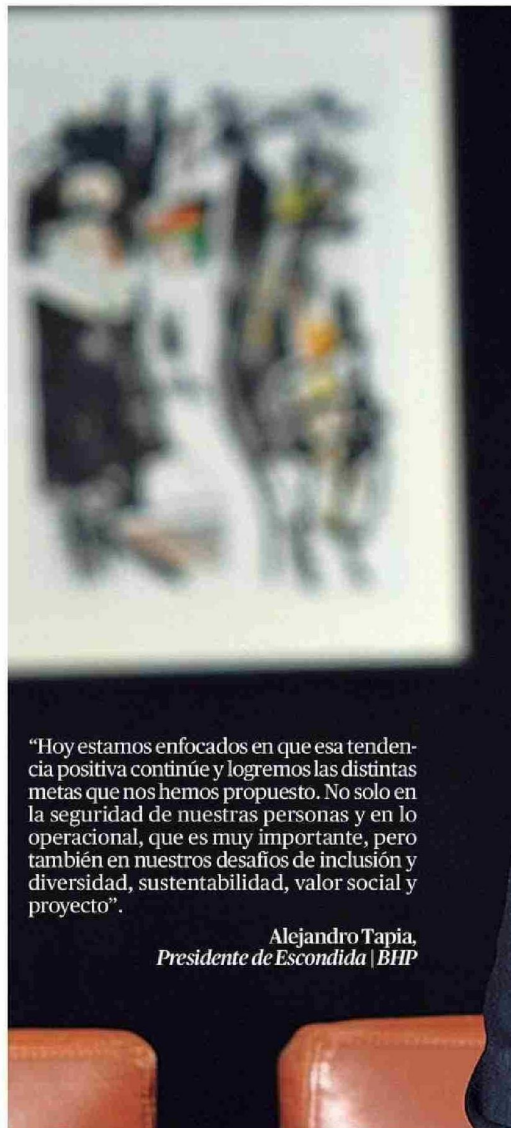 “Hoy estamos enfocados en que esa tenden-
cia positiva continúe y logremos las distintas
metas que nos hemos propuesto. No solo en
la seguridad de nuestras personas y en lo
operacional, que es muy importante, pero
también en nuestros desafíos de inclusión y
diversidad, sustentabilidad, valor social y
proyecto”.
Alejandro Tapia,
Presidente de Escondida | BHP